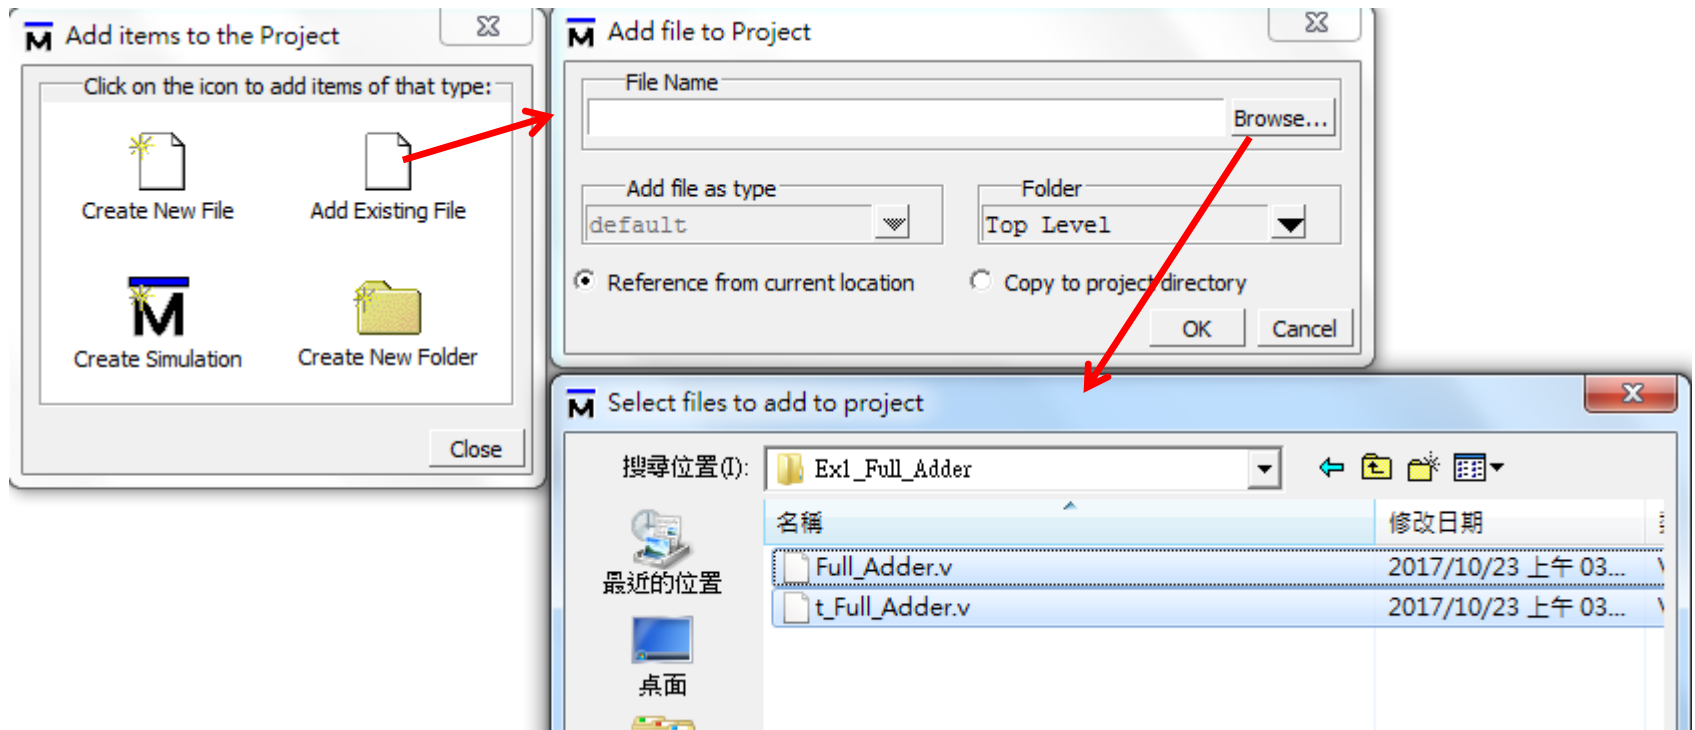 Add items to the Project
Click on the icon to add items of that type:
Create New File
Add Existing File
Create Simulation
Create New Folder
Close
Add file to Project
File Name
Browse...
Add file as type
Folder
default
Top Level
Reference from current location
Copy to project directory
OK
Cancel
Select files to add to project
搜尋位置(I):
Ex1_Full_Adder
名稱
修改日期
最近的位置
Full_Adder.v
2017/10/23 上午 03...
t_Full_Adder.v
2017/10/23 上午 03...
桌面